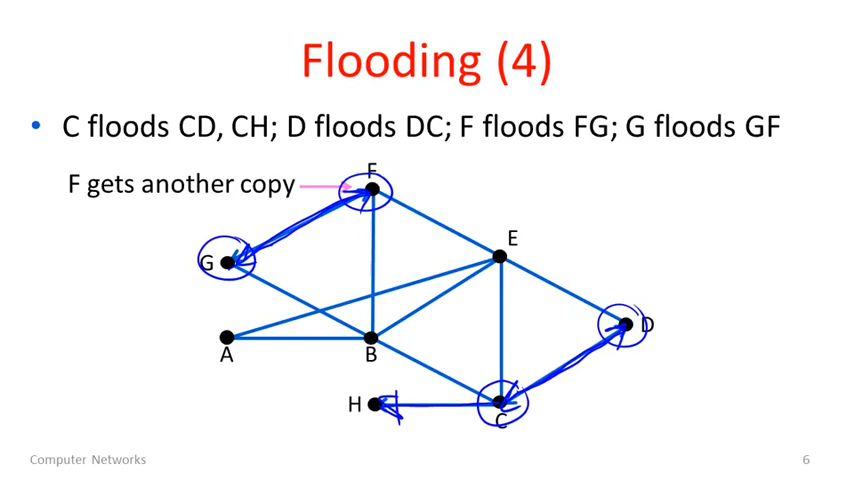 Flooding (4)
• C floods CD, CH; D floods DC; F floods FG; G floods GF
F gets another copy
F
E
G
D
A
B
H
C
Computer Networks
6